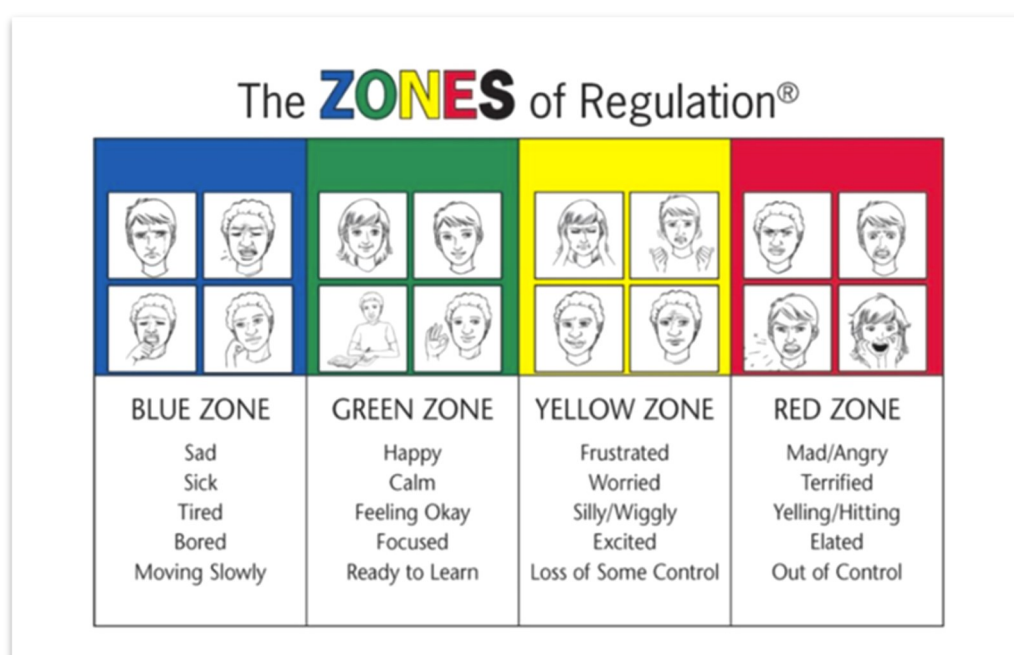 The ZONES of Regulation®
BLUE ZONE
Sad
Sick
Tired
Bored
Moving Slowly
GREEN ZONE
Happy
Calm
Feeling Okay
Focused
Ready to Learn
YELLOW ZONE
Frustrated
Worried
Silly/Wiggly
Excited
Loss of Some Control
RED ZONE
Mad/Angry
Terrified
Yelling/Hitting
Elated
Out of Control